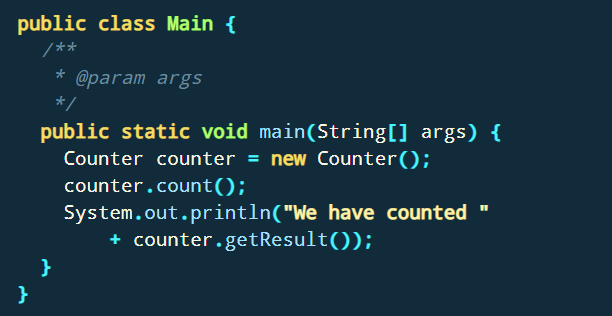 public class Main {
  /**
   * @param args
   */
  public static void main(String[] args) {
    Counter counter = new Counter();
    counter.count();
    System.out.println("We have counted "
        + counter.getResult());
  }
}